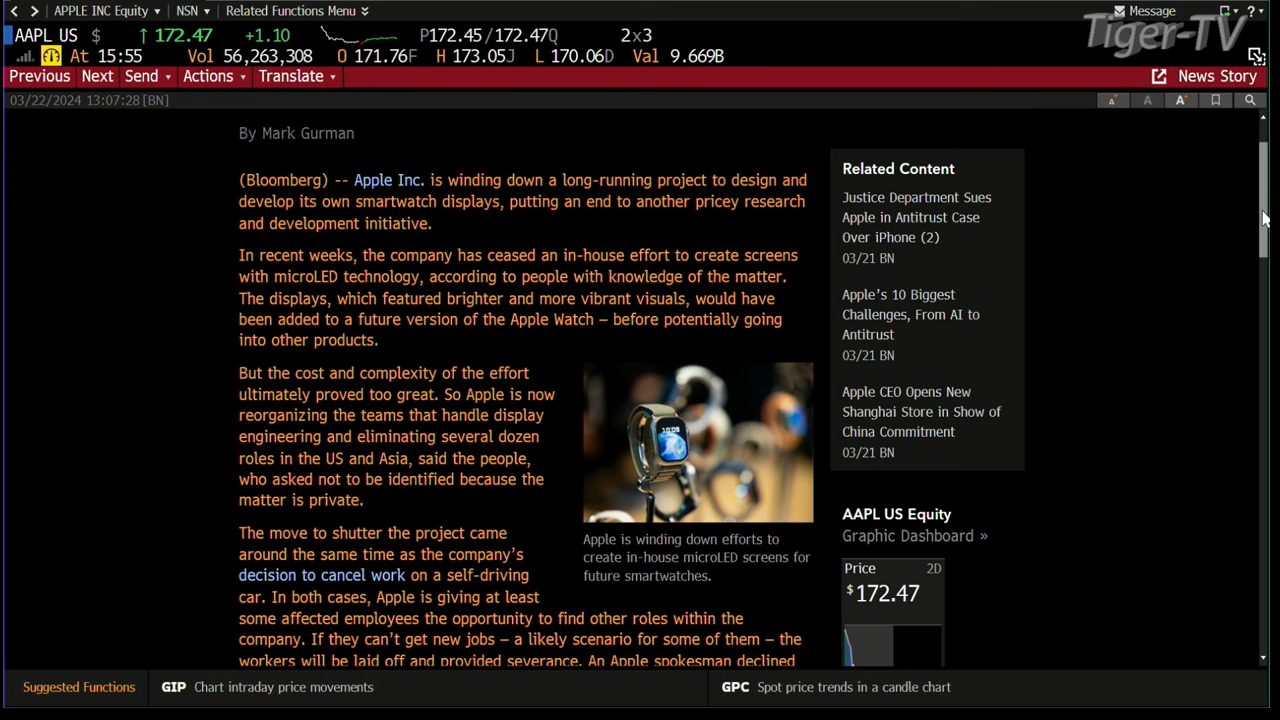 APPLE INC Equity NSN Related Functions Menu Message ?
AAPL US $ ↑ 172.47 +1.10 P172.45/172.47Q 2x3
At 15:55 Vol 56,263,308 O 171.76F H 173.05J L 170.06D Val 9.669B
Tiger-TV
Previous Next Send Actions Translate News Story
03/22/2024 13:07:28[BN] A A A
By Mark Gurman
(Bloomberg) -- Apple Inc. is winding down a long-running project to design and
develop its own smartwatch displays, putting an end to another pricey research
and development initiative.
In recent weeks, the company has ceased an in-house effort to create screens
with microLED technology, according to people with knowledge of the matter.
The displays, which featured brighter and more vibrant visuals, would have
been added to a future version of the Apple Watch – before potentially going
into other products.
But the cost and complexity of the effort
ultimately proved too great. So Apple is now
reorganizing the teams that handle display
engineering and eliminating several dozen
roles in the US and Asia, said the people,
who asked not to be identified because the
matter is private.
The move to shutter the project came
around the same time as the company's
decision to cancel work on a self-driving
car. In both cases, Apple is giving at least
some affected employees the opportunity to find other roles within the
company. If they can't get new jobs – a likely scenario for some of them – the
workers will be laid off and provided severance. An Apple spokesman declined
10:09
Apple is winding down efforts to
create in-house microLED screens for
future smartwatches.
Related Content
Justice Department Sues
Apple in Antitrust Case
Over iPhone (2)
03/21 BN
Apple's 10 Biggest
Challenges, From AI to
Antitrust
03/21 BN
Apple CEO Opens New
Shanghai Store in Show of
China Commitment
03/21 BN
AAPL US Equity
Graphic Dashboard »
Price 2D
$172.47
Suggested Functions GIP Chart intraday price movements GPC Spot price trends in a candle chart